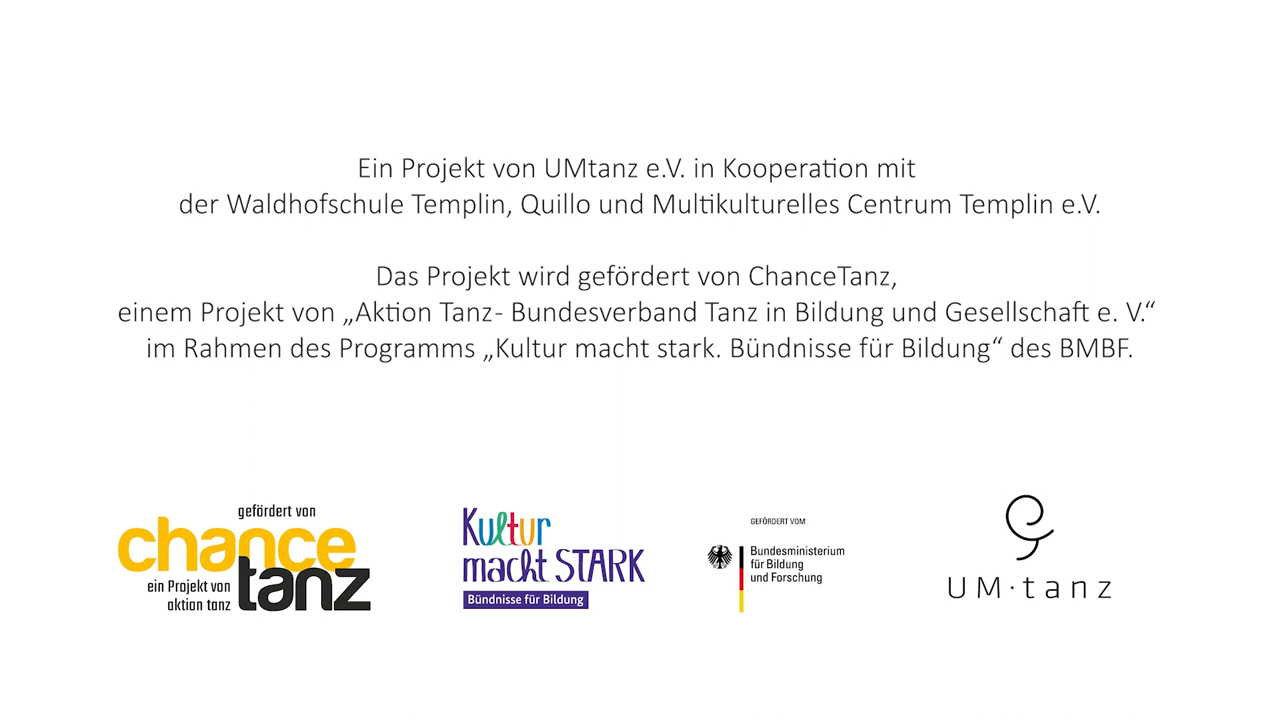 Ein Projekt von UMtanz e.V. in Kooperation mit
der Waldhofschule Templin, Quillo und Multikulturelles Centrum Templin e.V.
Das Projekt wird gefördert von ChanceTanz,
einem Projekt von „Aktion Tanz- Bundesverband Tanz in Bildung und Gesellschaft e. V.“
im Rahmen des Programms „Kultur macht stark. Bündnisse für Bildung“ des BMBF.
gefördert von
chance
tanz
ein Projekt von
aktion tanz
Kultur
macht STARK
Bündnisse für Bildung
GEFÖRDERT VOM
Bundesministerium
für Bildung
und Forschung
UM·tanz